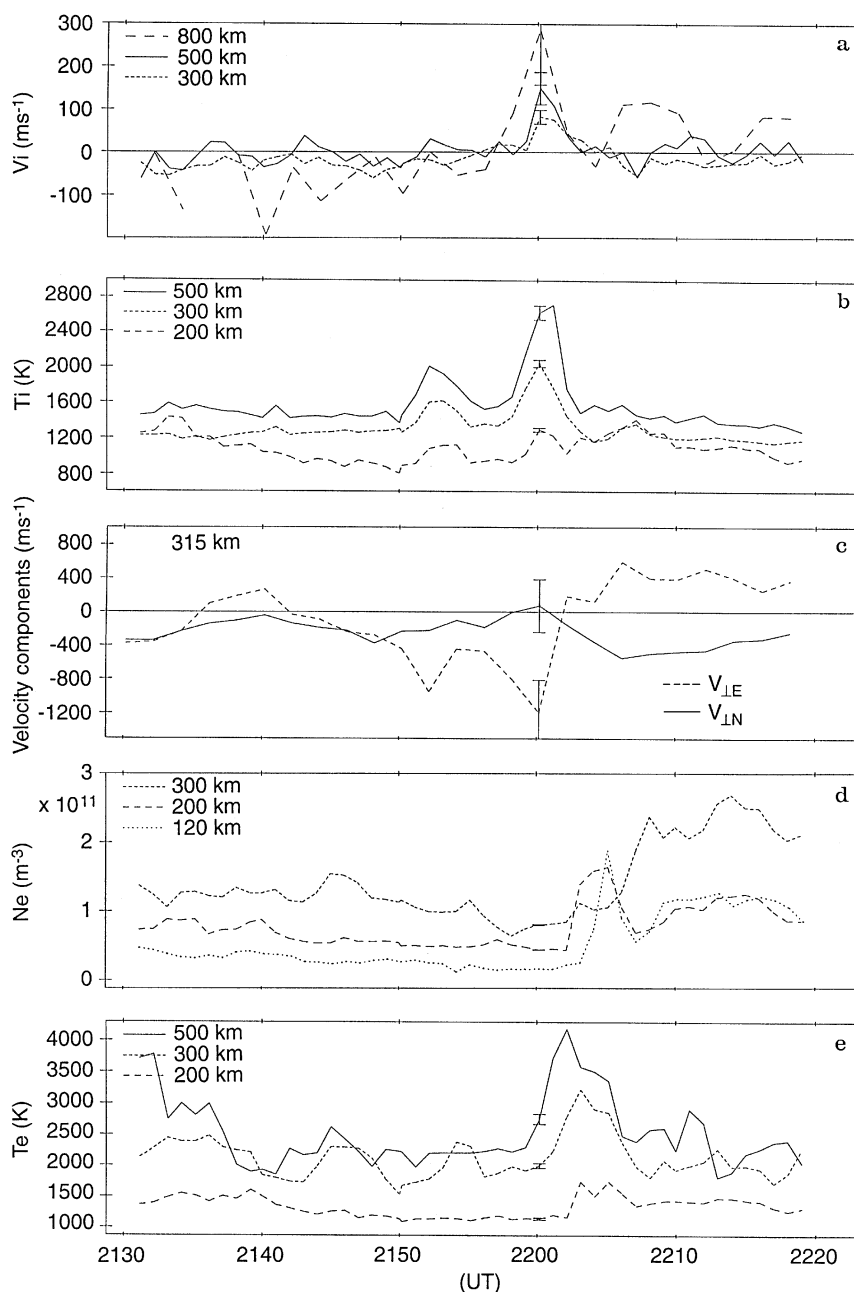 300
200
100
0
-100
Vi (ms-1)
800 km
500 km
300 km
a
2800
2400
2000
1600
1200
800
Ti (K)
500 km
300 km
200 km
b
800
400
0
-400
-800
-1200
Velocity components (ms-1)
315 km
c
V⊥E
V⊥N
3
x 10¹¹
2
1
0
Ne (m-3)
300 km
200 km
120 km
d
4000
3500
3000
2500
2000
1500
1000
Te (K)
500 km
300 km
200 km
e
2130 2140 2150 2200 2210 2220
(UT)